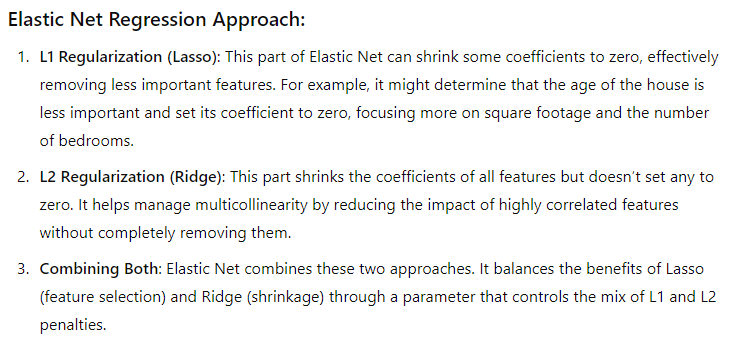 Elastic Net Regression Approach:
1. L1 Regularization (Lasso): This part of Elastic Net can shrink some coefficients to zero, effectively
removing less important features. For example, it might determine that the age of the house is
less important and set its coefficient to zero, focusing more on square footage and the number
of bedrooms.
2. L2 Regularization (Ridge): This part shrinks the coefficients of all features but doesn't set any to
zero. It helps manage multicollinearity by reducing the impact of highly correlated features
without completely removing them.
3. Combining Both: Elastic Net combines these two approaches. It balances the benefits of Lasso
(feature selection) and Ridge (shrinkage) through a parameter that controls the mix of L1 and L2
penalties.